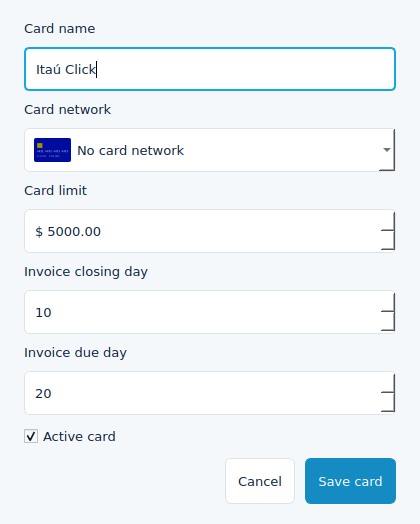 Card name
Itaú Click
Card network
No card network
Card limit
$ 5000.00
Invoice closing day
10
Invoice due day
20
Active card
Cancel
Save card